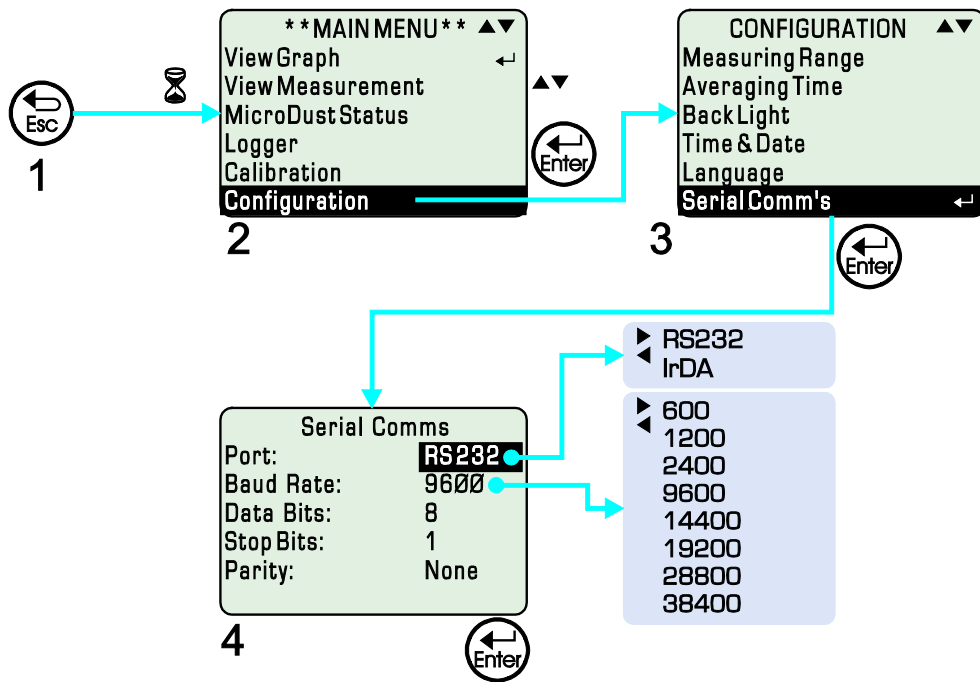 Esc
1
**MAIN MENU** ▲▼
View Graph ↵
View Measurement
MicroDust Status
Logger
Calibration
Configuration
2
▲▼
Enter
CONFIGURATION ▲▼
Measuring Range
Averaging Time
Back Light
Time & Date
Language
Serial Comm's ↵
3
Enter
Serial Comms
Port: RS232
Baud Rate: 96ØØ
Data Bits: 8
Stop Bits: 1
Parity: None
4
Enter
RS232
IrDA
600
1200
2400
9600
14400
19200
28800
38400